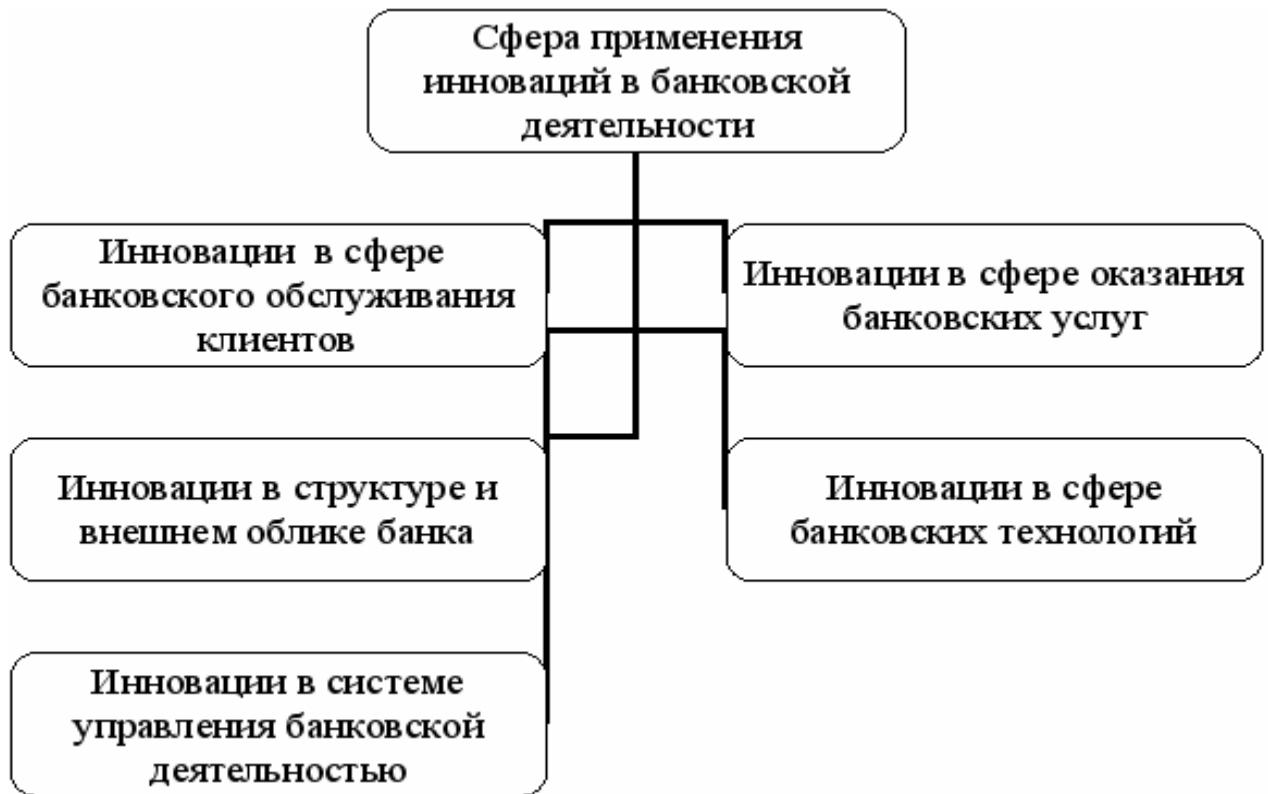 Сфера применения
инноваций в банковской
деятельности
Инновации в сфере
банковского обслуживания
клиентов
Инновации в сфере оказания
банковских услуг
Инновации в структуре и
внешнем облике банка
Инновации в сфере
банковских технологий
Инновации в системе
управления банковской
деятельностью